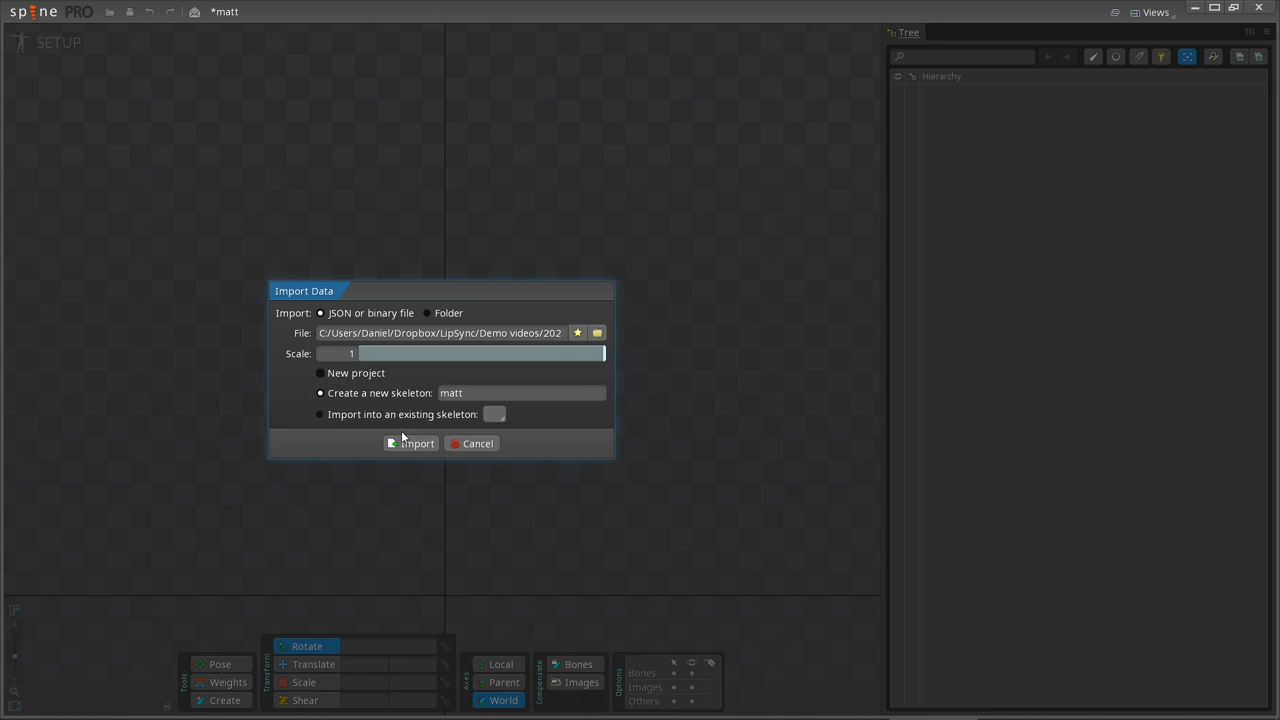 spine PRO *matt Views
SETUP
Tree
Hierarchy
Import Data
Import: JSON or binary file Folder
File: C:/Users/Daniel/Dropbox/LipSync/Demo videos/202
Scale: 1
New project
Create a new skeleton: matt
Import into an existing skeleton:
Import Cancel
Tools
Pose
Weights
Create
Transform
Rotate
Translate
Scale
Shear
Axes
Local
Parent
World
Compensate
Bones
Images
Options
Bones
Images
Others